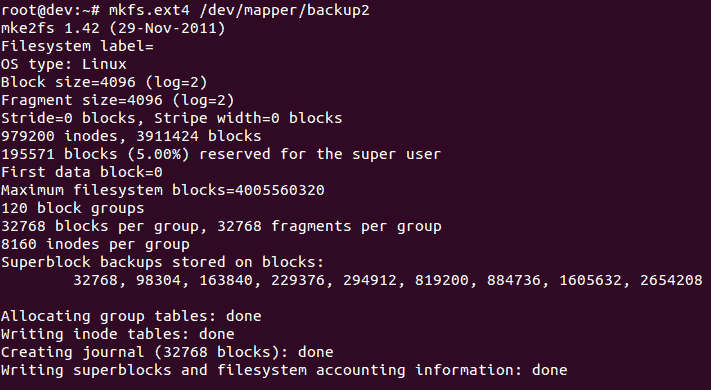 root@dev:~# mkfs.ext4 /dev/mapper/backup2
mke2fs 1.42 (29-Nov-2011)
Filesystem label=
OS type: Linux
Block size=4096 (log=2)
Fragment size=4096 (log=2)
Stride=0 blocks, Stripe width=0 blocks
979200 inodes, 3911424 blocks
195571 blocks (5.00%) reserved for the super user
First data block=0
Maximum filesystem blocks=4005560320
120 block groups
32768 blocks per group, 32768 fragments per group
8160 inodes per group
Superblock backups stored on blocks:
        32768, 98304, 163840, 229376, 294912, 819200, 884736, 1605632, 2654208

Allocating group tables: done
Writing inode tables: done
Creating journal (32768 blocks): done
Writing superblocks and filesystem accounting information: done